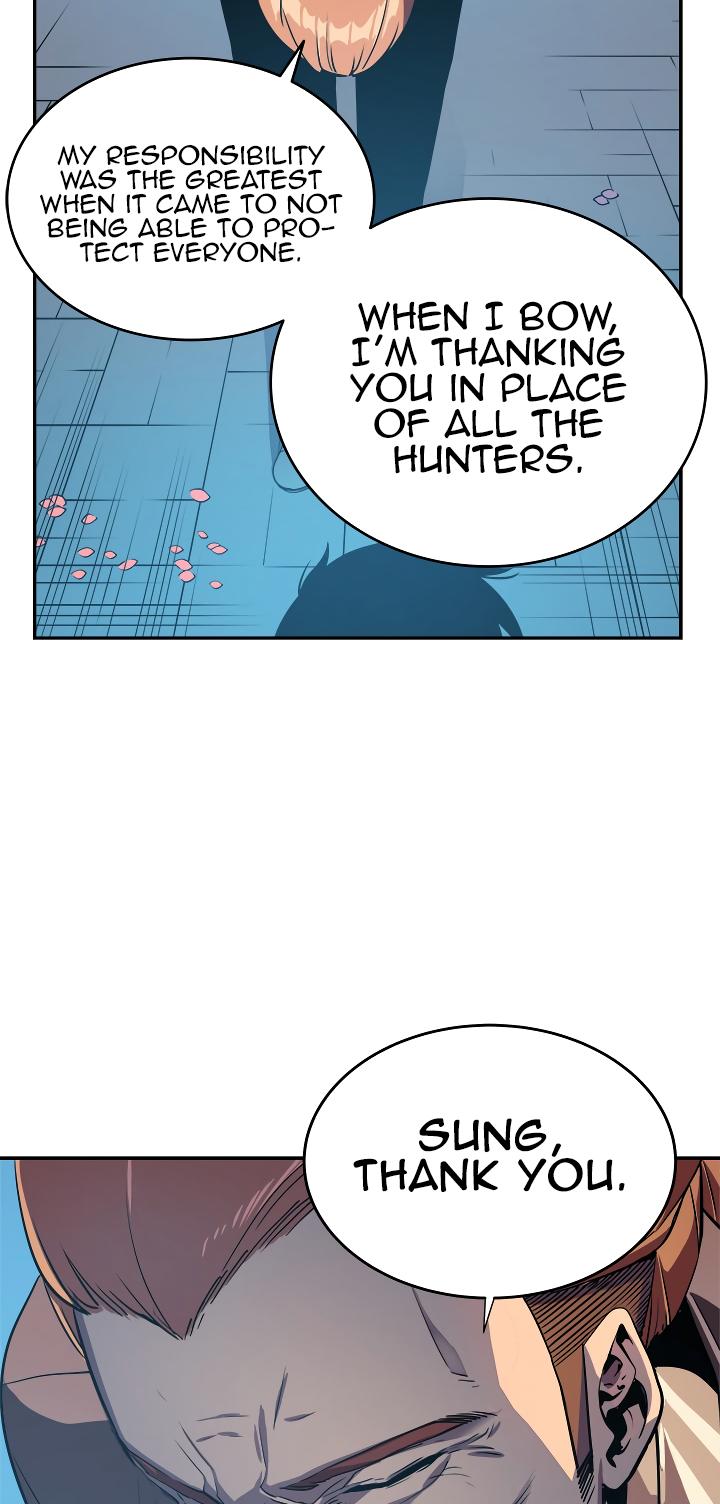 MY RESPONSIBILITY
WAS THE GREATEST
WHEN IT CAME TO NOT
BEING ABLE TO PRO-
TECT EVERYONE.
WHEN I BOW,
I'M THANKING
YOU IN PLACE
OF ALL THE
HUNTERS.
SUNG,
THANK YOU.